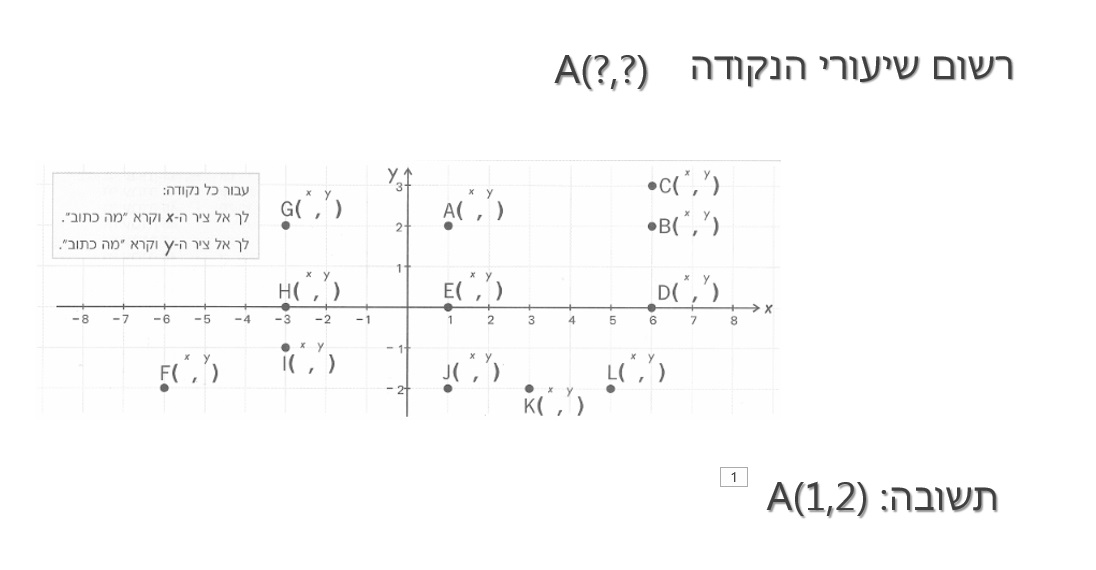 רשום שיעורי הנקודה A(?,?)
עבור כל נקודה:
לך אל ציר ה-x וקרא "מה כתוב".
לך אל ציר ה-y וקרא "מה כתוב".
y
3
x y
C( , )
x y
G( , )
x y
A( , )
2
x y
B( , )
1
x y
H( , )
x y
E( , )
x y
D( , )
x
-8 -7 -6 -5 -4 -3 -2 -1 1 2 3 4 5 6 7 8
-1
x y
I( , )
x y
F( , )
x y
J( , )
x y
L( , )
-2
x y
K( , )
1
תשובה: A(1,2)